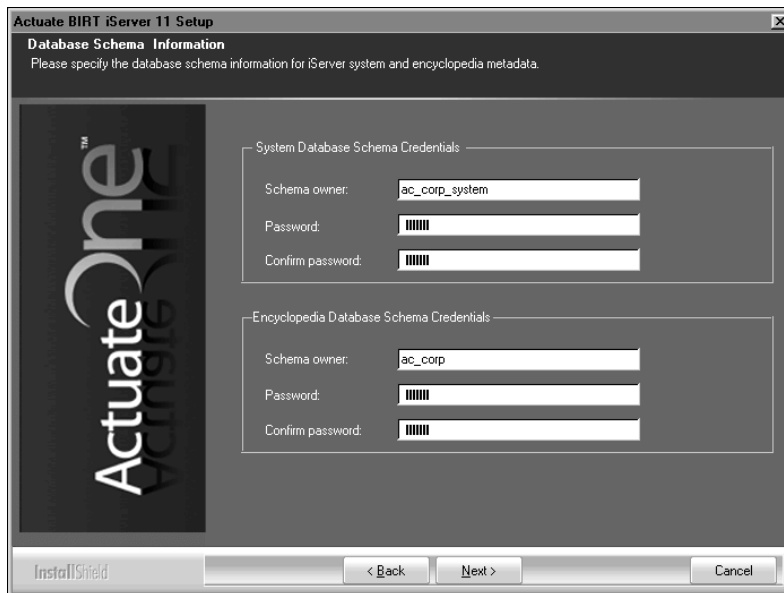 Actuate BIRT iServer 11 Setup
Database Schema Information
Please specify the database schema information for iServer system and encyclopedia metadata.
ActuateOne™
System Database Schema Credentials
Schema owner: ac_corp_system
Password:
Confirm password:
Encyclopedia Database Schema Credentials
Schema owner: ac_corp
Password:
Confirm password:
InstallShield
< Back
Next >
Cancel